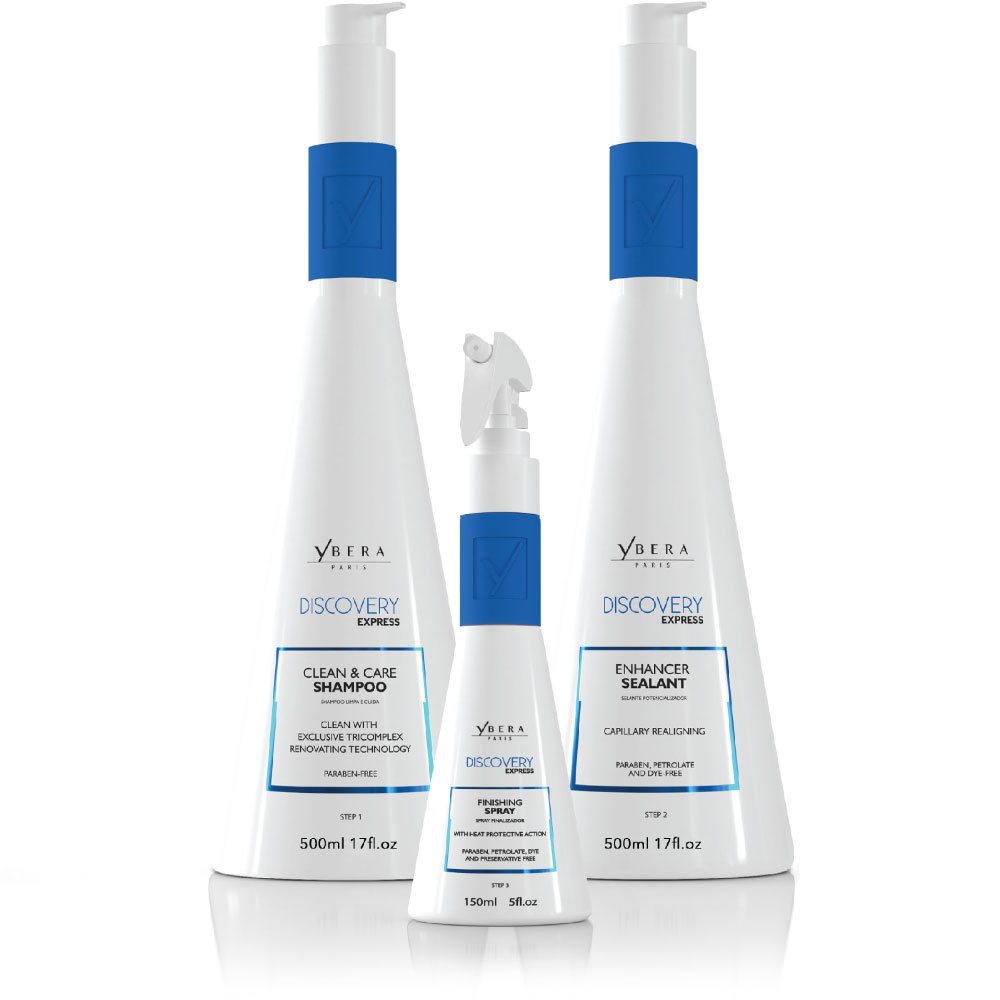 YBERA
PARIS
DISCOVERY
EXPRESS
CLEAN & CARE
SHAMPOO
SHAMPOO LIMPA E CUIDA
CLEAN WITH
EXCLUSIVE TRICOMPLEX
RENOVATING TECHNOLOGY
PARABEN-FREE
STEP 1
500ml 17fl.oz
YBERA
PARIS
DISCOVERY
EXPRESS
FINISHING
SPRAY
SPRAY FINALIZADOR
WITH HEAT PROTECTIVE ACTION
PARABEN, PETROLATE, DYE
AND PRESERVATIVE FREE
STEP 3
150ml 5fl.oz
YBERA
PARIS
DISCOVERY
EXPRESS
ENHANCER
SEALANT
SELANTE POTENCIALIZADOR
CAPILLARY REALIGNING
PARABEN, PETROLATE
AND DYE-FREE
STEP 2
500ml 17fl.oz